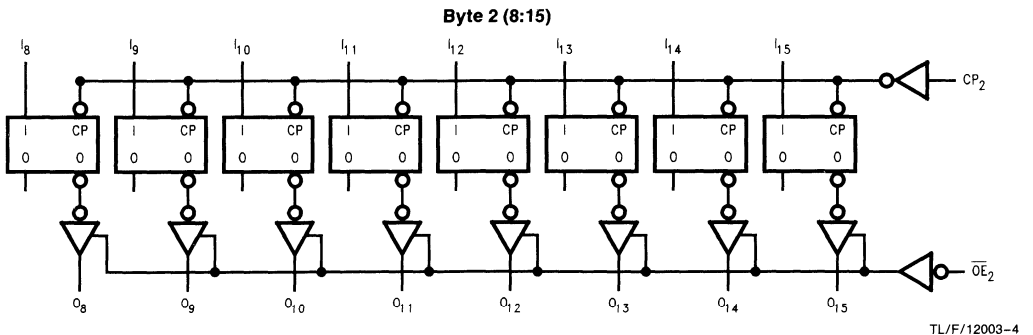 Byte 2 (8:15)
I8 I9 I10 I11 I12 I13 I14 I15
CP2
I CP I CP I CP I CP I CP I CP I CP I CP
O O O O O O O O O O O O O O O O
OE2
O8 O9 O10 O11 O12 O13 O14 O15
TL/F/12003-4